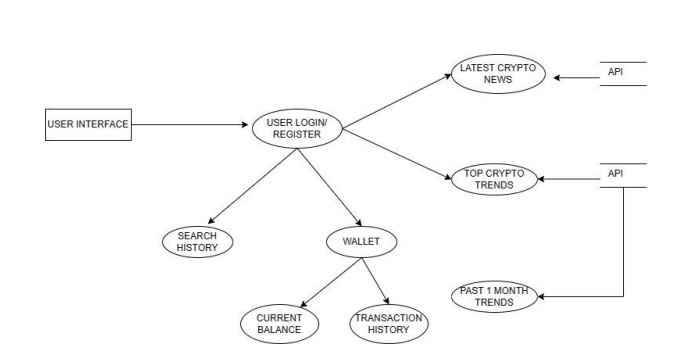 LATEST CRYPTO
NEWS
API
USER INTERFACE
USER LOGIN/
REGISTER
TOP CRYPTO
TRENDS
API
SEARCH
HISTORY
WALLET
PAST 1 MONTH
TRENDS
CURRENT
BALANCE
TRANSACTION
HISTORY